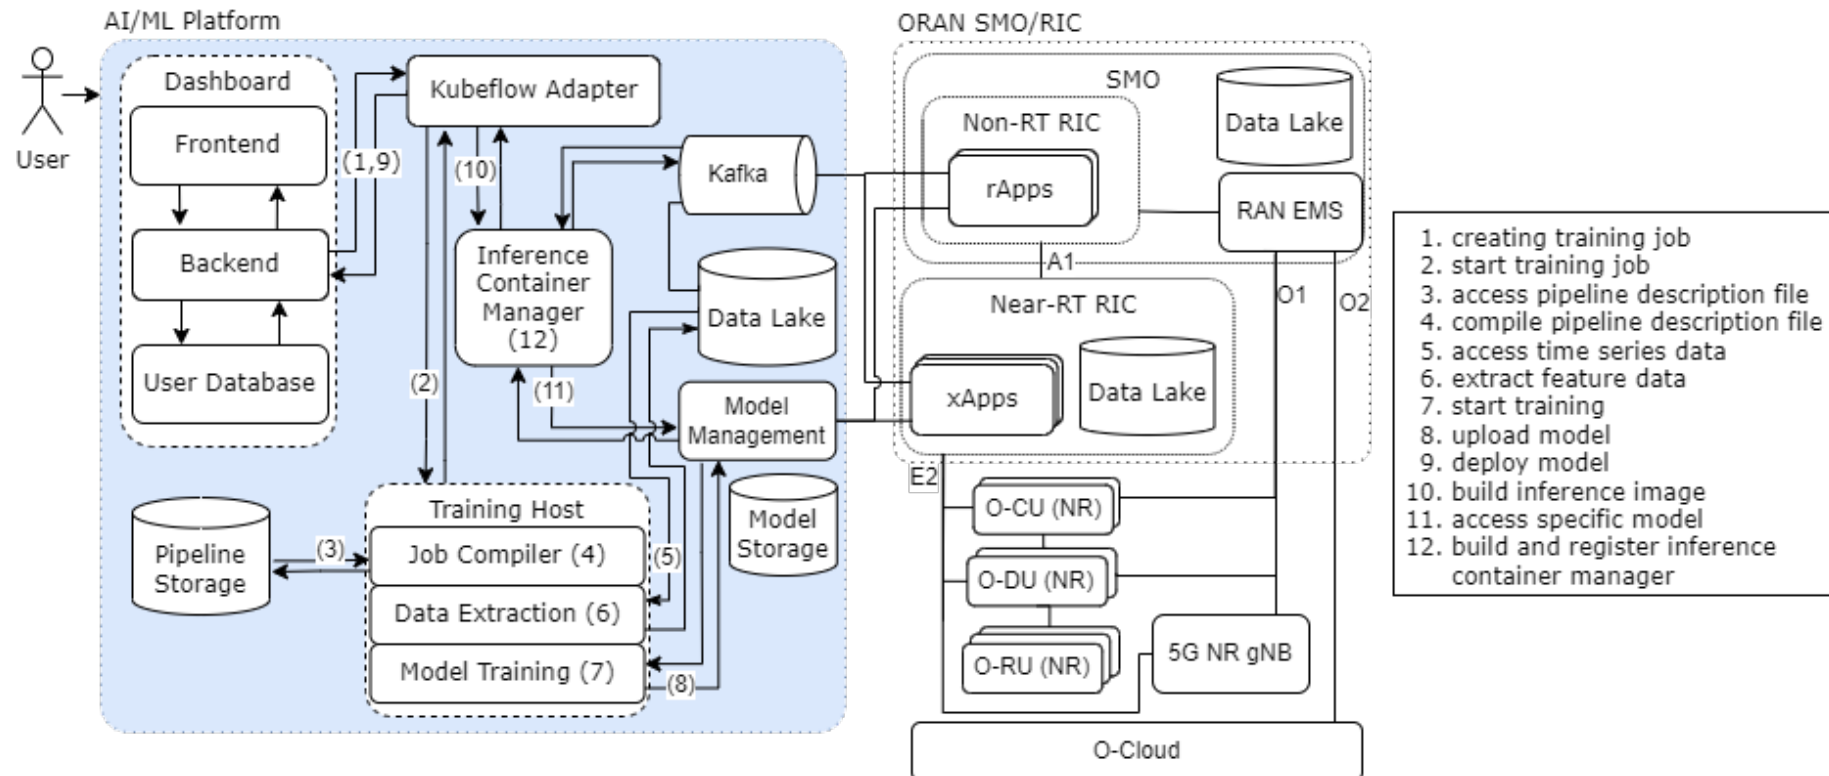 AI/ML Platform
ORAN SMO/RIC
User
Dashboard
Frontend
Backend
User Database
Kubeflow Adapter
(1,9)
(10)
Kafka
Inference
Container
Manager
(12)
Data Lake
(2)
(11)
Model
Management
Model
Storage
Pipeline
Storage
(3)
Training Host
Job Compiler (4)
Data Extraction (6)
Model Training (7)
(5)
(8)
SMO
Non-RT RIC
rApps
Data Lake
RAN EMS
A1
O1
O2
Near-RT RIC
xApps
Data Lake
E2
O-CU (NR)
O-DU (NR)
O-RU (NR)
5G NR gNB
O-Cloud
1. creating training job
2. start training job
3. access pipeline description file
4. compile pipeline description file
5. access time series data
6. extract feature data
7. start training
8. upload model
9. deploy model
10. build inference image
11. access specific model
12. build and register inference
container manager